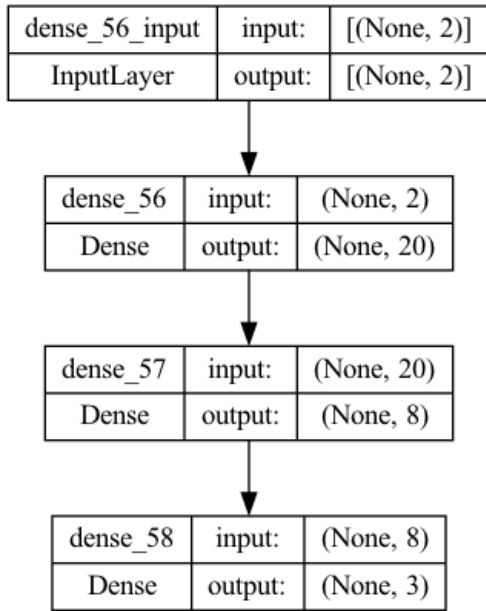 dense_56_input input: [(None, 2)]
InputLayer output: [(None, 2)]
dense_56 input: (None, 2)
Dense output: (None, 20)
dense_57 input: (None, 20)
Dense output: (None, 8)
dense_58 input: (None, 8)
Dense output: (None, 3)